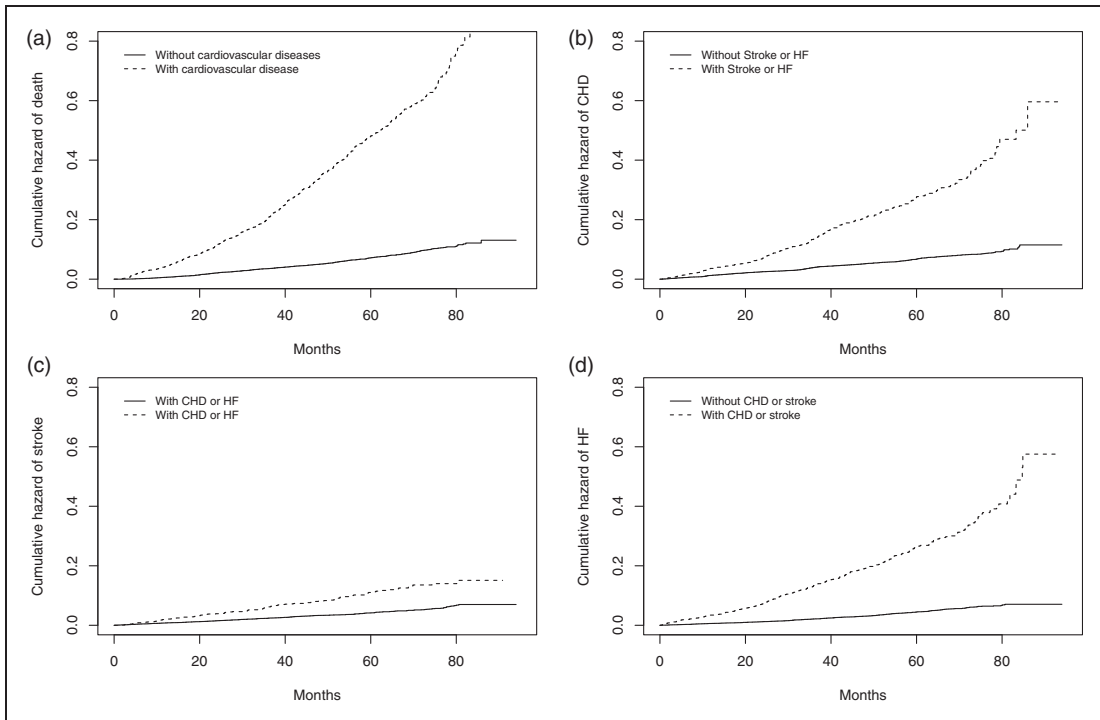 (a)
Without cardiovascular diseases
With cardiovascular disease
Cumulative hazard of death
0.0 0.2 0.4 0.6 0.8
0 20 40 60 80
Months
(b)
Without Stroke or HF
With Stroke or HF
Cumulative hazard of CHD
0.0 0.2 0.4 0.6 0.8
0 20 40 60 80
Months
(c)
With CHD or HF
With CHD or HF
Cumulative hazard of stroke
0.0 0.2 0.4 0.6 0.8
0 20 40 60 80
Months
(d)
Without CHD or stroke
With CHD or stroke
Cumulative hazard of HF
0.0 0.2 0.4 0.6 0.8
0 20 40 60 80
Months